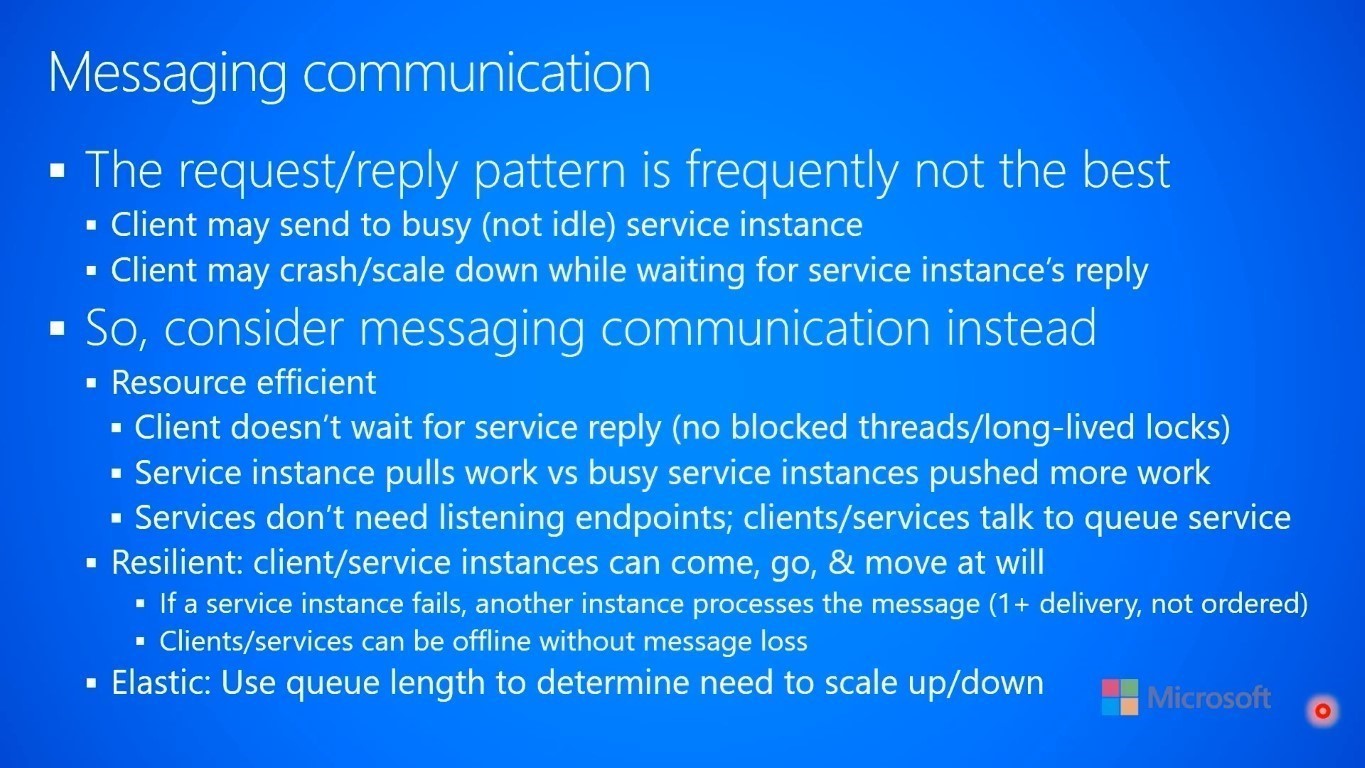 Messaging communication
▪ The request/reply pattern is frequently not the best
▪ Client may send to busy (not idle) service instance
▪ Client may crash/scale down while waiting for service instance’s reply
▪ So, consider messaging communication instead
▪ Resource efficient
▪ Client doesn’t wait for service reply (no blocked threads/long-lived locks)
▪ Service instance pulls work vs busy service instances pushed more work
▪ Services don’t need listening endpoints; clients/services talk to queue service
▪ Resilient: client/service instances can come, go, & move at will
▪ If a service instance fails, another instance processes the message (1+ delivery, not ordered)
▪ Clients/services can be offline without message loss
▪ Elastic: Use queue length to determine need to scale up/down
Microsoft